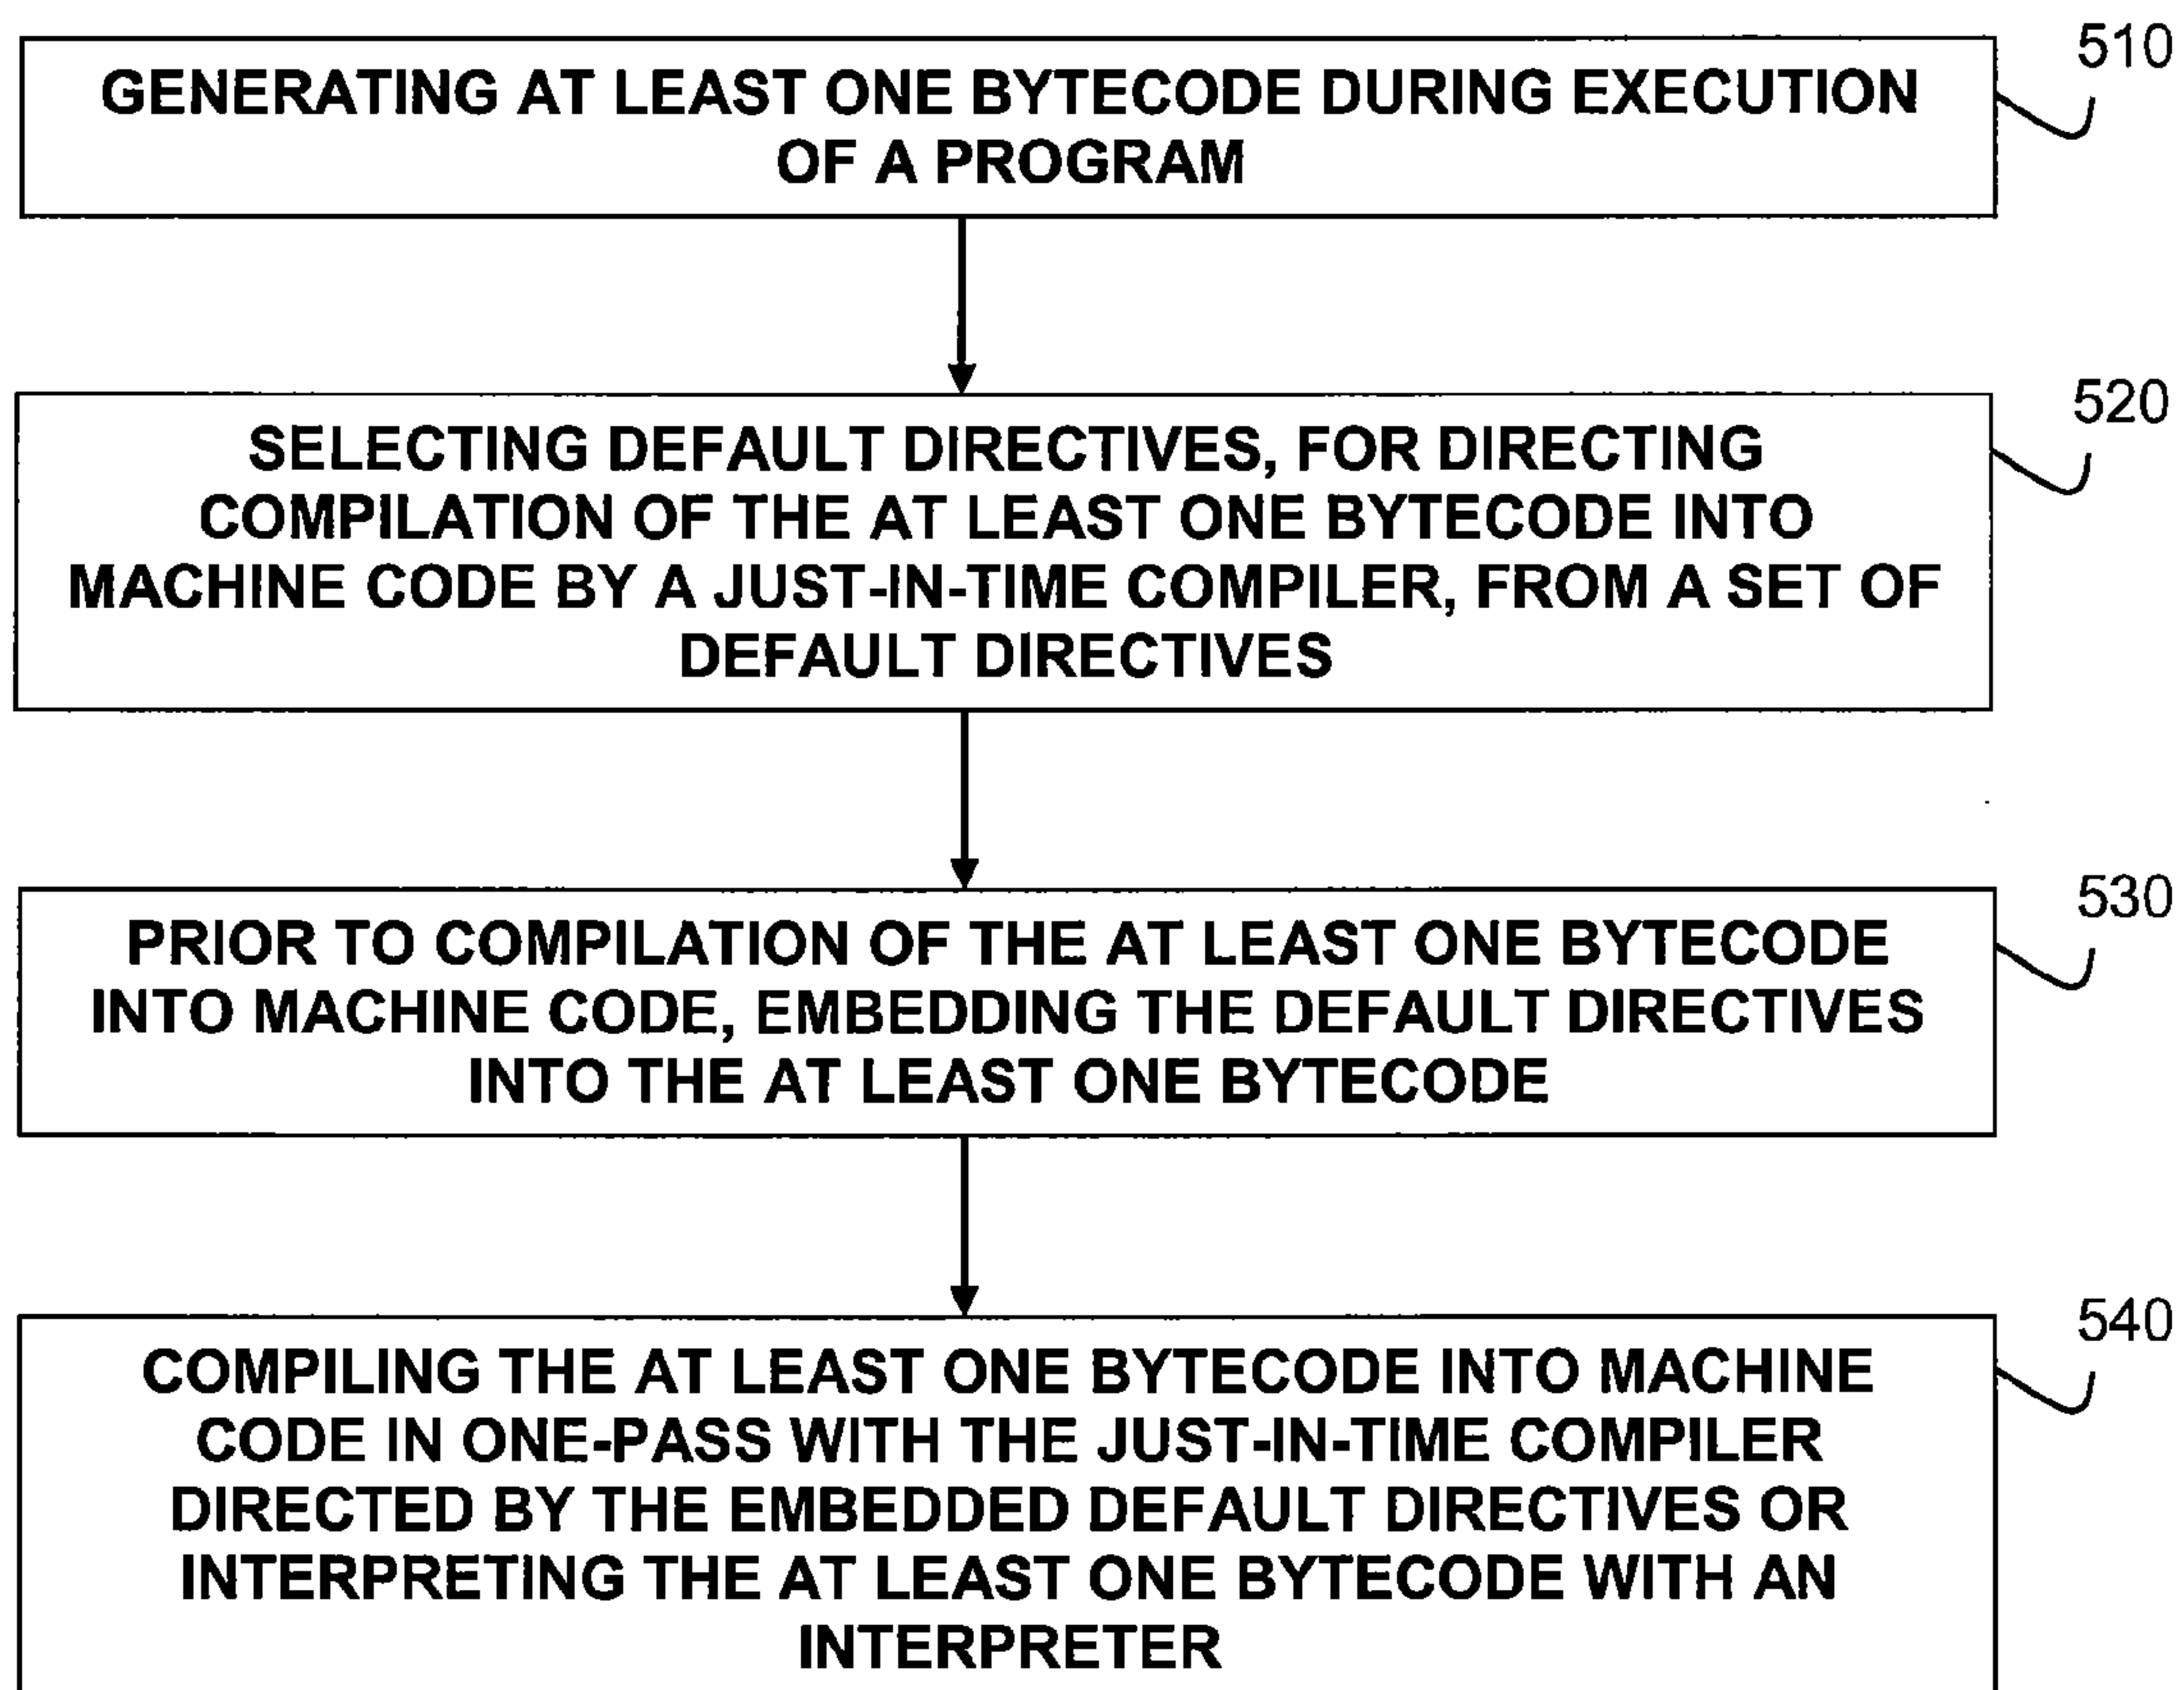 510
GENERATING AT LEAST ONE BYTECODE DURING EXECUTION
OF A PROGRAM
520
SELECTING DEFAULT DIRECTIVES, FOR DIRECTING
COMPILATION OF THE AT LEAST ONE BYTECODE INTO
MACHINE CODE BY A JUST-IN-TIME COMPILER, FROM A SET OF
DEFAULT DIRECTIVES
530
PRIOR TO COMPILATION OF THE AT LEAST ONE BYTECODE
INTO MACHINE CODE, EMBEDDING THE DEFAULT DIRECTIVES
INTO THE AT LEAST ONE BYTECODE
540
COMPILING THE AT LEAST ONE BYTECODE INTO MACHINE
CODE IN ONE-PASS WITH THE JUST-IN-TIME COMPILER
DIRECTED BY THE EMBEDDED DEFAULT DIRECTIVES OR
INTERPRETING THE AT LEAST ONE BYTECODE WITH AN
INTERPRETER